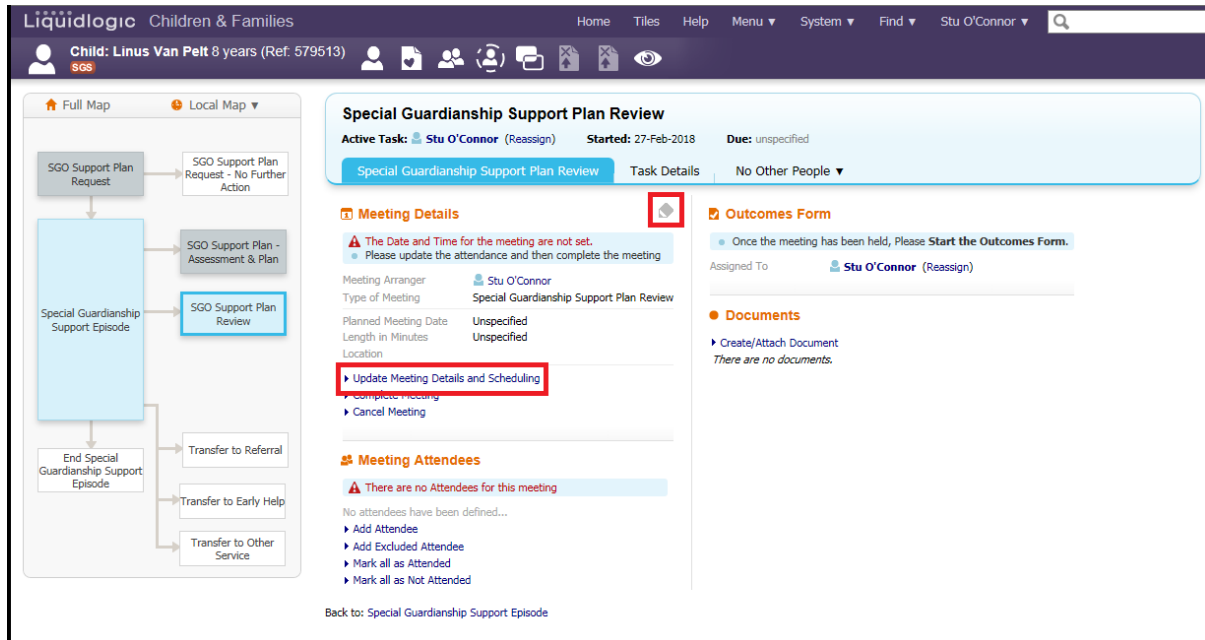 Liquidlogic Children & Families
Home Tiles Help Menu ▼ System ▼ Find ▼ Stu O'Connor ▼
Child: Linus Van Pelt 8 years (Ref: 579513)
SGS
Full Map Local Map ▼
SGO Support Plan
Request
SGO Support Plan
Request - No Further
Action
SGO Support Plan -
Assessment & Plan
Special Guardianship
Support Episode
SGO Support Plan
Review
End Special
Guardianship Support
Episode
Transfer to Referral
Transfer to Early Help
Transfer to Other
Service
Special Guardianship Support Plan Review
Active Task: Stu O'Connor (Reassign) Started: 27-Feb-2018 Due: unspecified
Special Guardianship Support Plan Review Task Details No Other People ▼
Meeting Details
The Date and Time for the meeting are not set.
Please update the attendance and then complete the meeting
Meeting Arranger Stu O'Connor
Type of Meeting Special Guardianship Support Plan Review
Planned Meeting Date Unspecified
Length in Minutes Unspecified
Location
Update Meeting Details and Scheduling
Complete Meeting
Cancel Meeting
Meeting Attendees
There are no Attendees for this meeting
No attendees have been defined...
Add Attendee
Add Excluded Attendee
Mark all as Attended
Mark all as Not Attended
Outcomes Form
Once the meeting has been held, Please Start the Outcomes Form.
Assigned To Stu O'Connor (Reassign)
Documents
Create/Attach Document
There are no documents.
Back to: Special Guardianship Support Episode